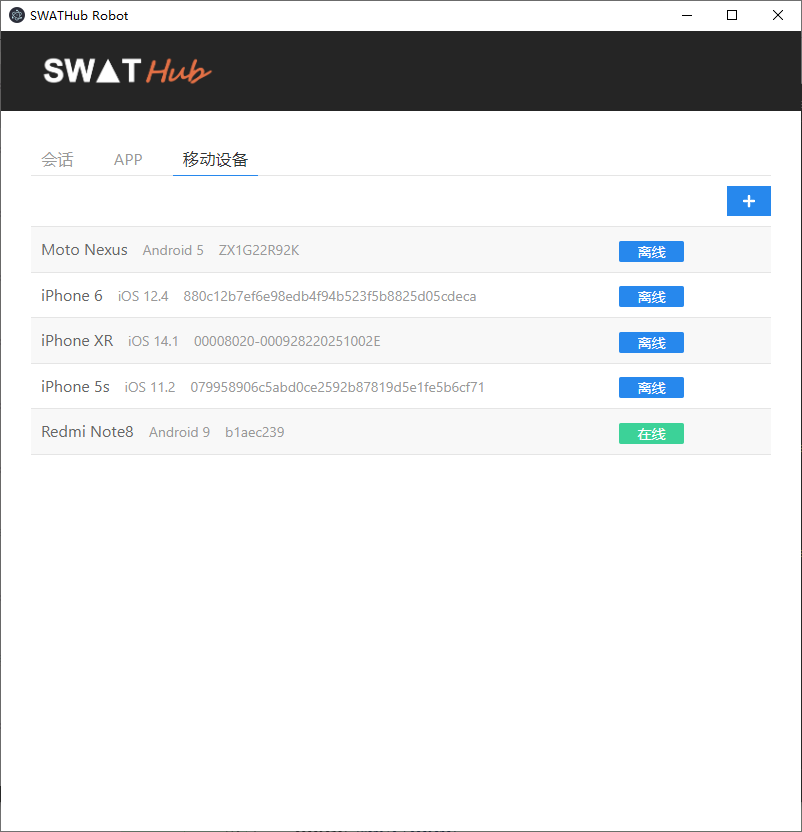 SWATHub Robot
SWAT Hub
会话 APP 移动设备
+
Moto Nexus Android 5 ZX1G22R92K 离线
iPhone 6 iOS 12.4 880c12b7ef6e98edb4f94b523f5b8825d05cdeca 离线
iPhone XR iOS 14.1 00008020-000928220251002E 离线
iPhone 5s iOS 11.2 079958906c5abd0ce2592b87819d5e1fe5b6cf71 离线
Redmi Note8 Android 9 b1aec239 在线